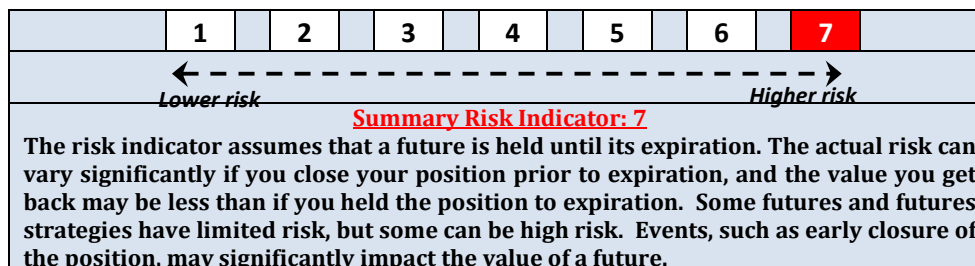 1 2 3 4 5 6 7
Lower risk Higher risk
Summary Risk Indicator: 7
The risk indicator assumes that a future is held until its expiration. The actual risk can
vary significantly if you close your position prior to expiration, and the value you get
back may be less than if you held the position to expiration.  Some futures and futures
strategies have limited risk, but some can be high risk.  Events, such as early closure of
the position, may significantly impact the value of a future.